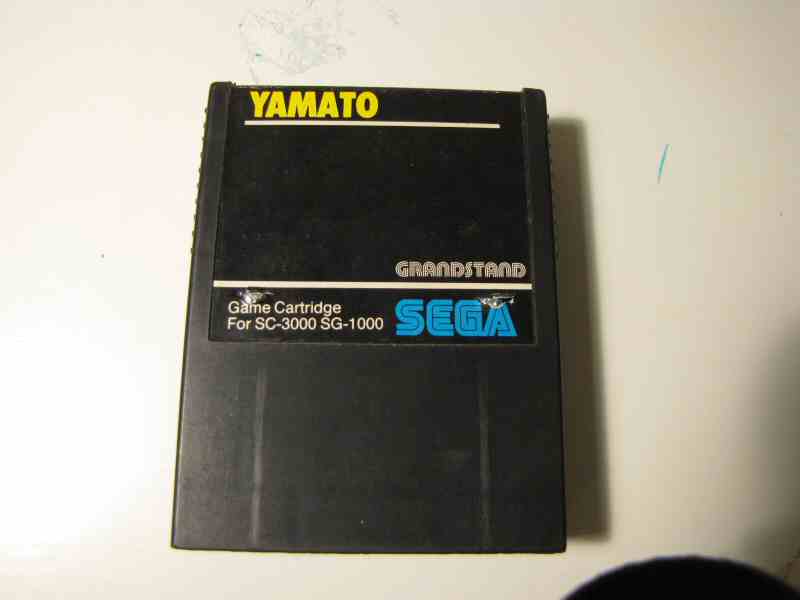 YAMATO
GRANDSTAND
Game Cartridge
For SC-3000 SG-1000
SEGA